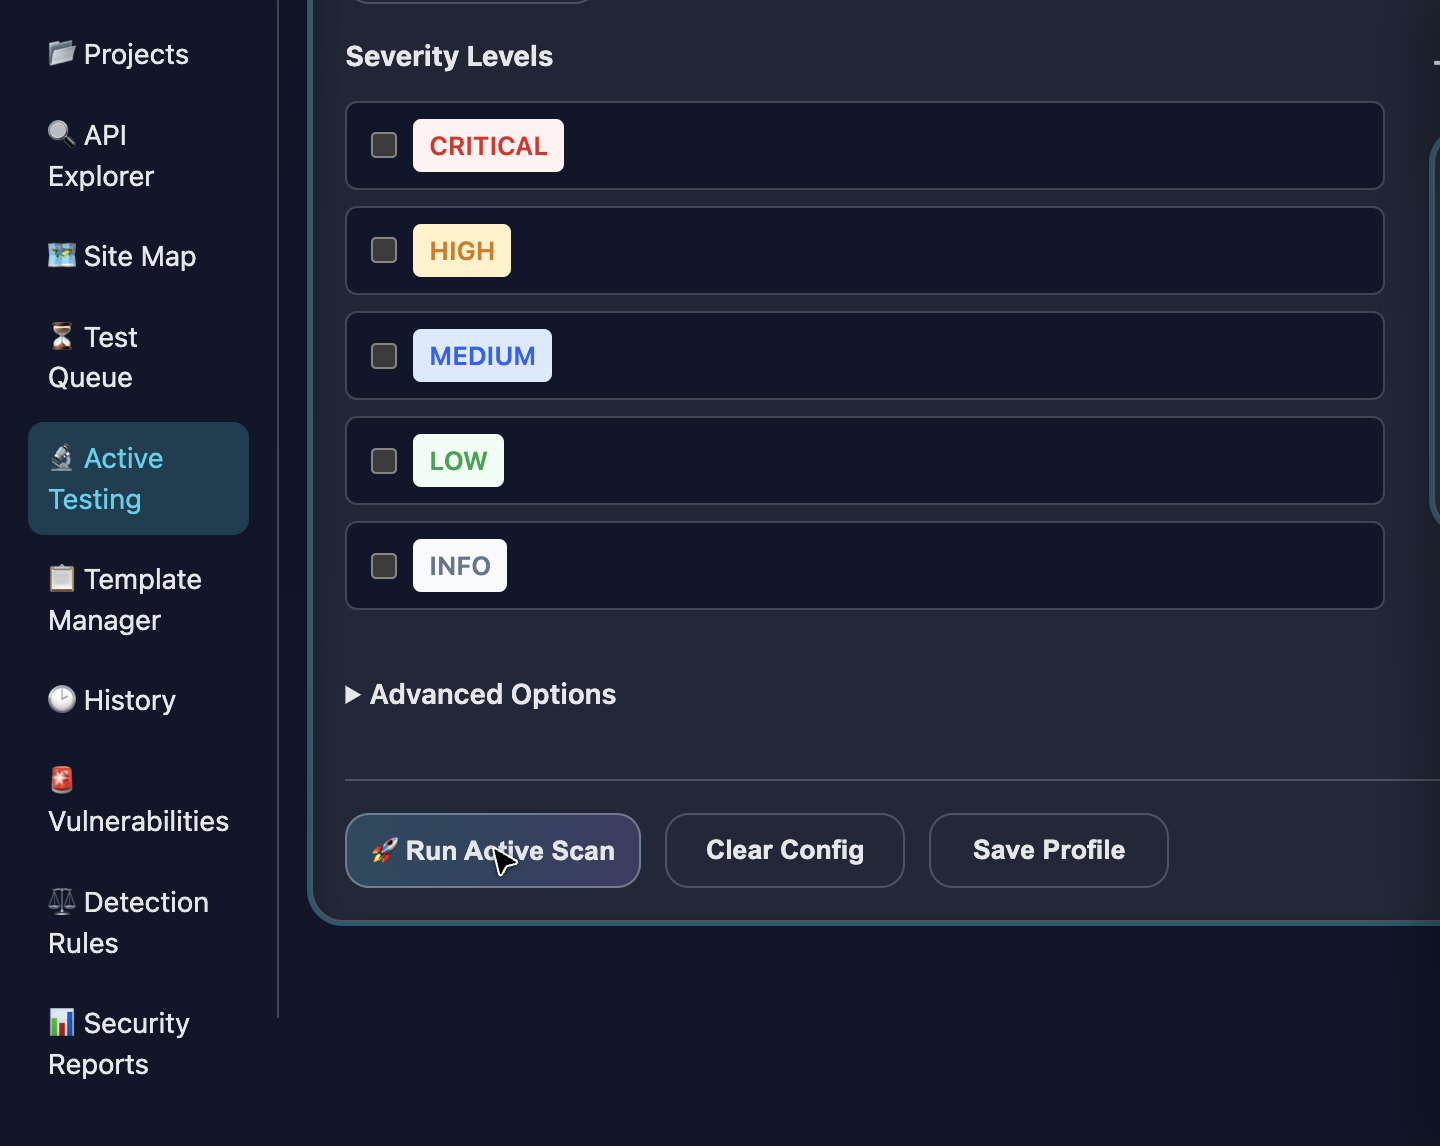 Projects
API
Explorer
Site Map
Test
Queue
Active
Testing
Template
Manager
History
Vulnerabilities
Detection
Rules
Security
Reports
Severity Levels
CRITICAL
HIGH
MEDIUM
LOW
INFO
Advanced Options
Run Active Scan
Clear Config
Save Profile